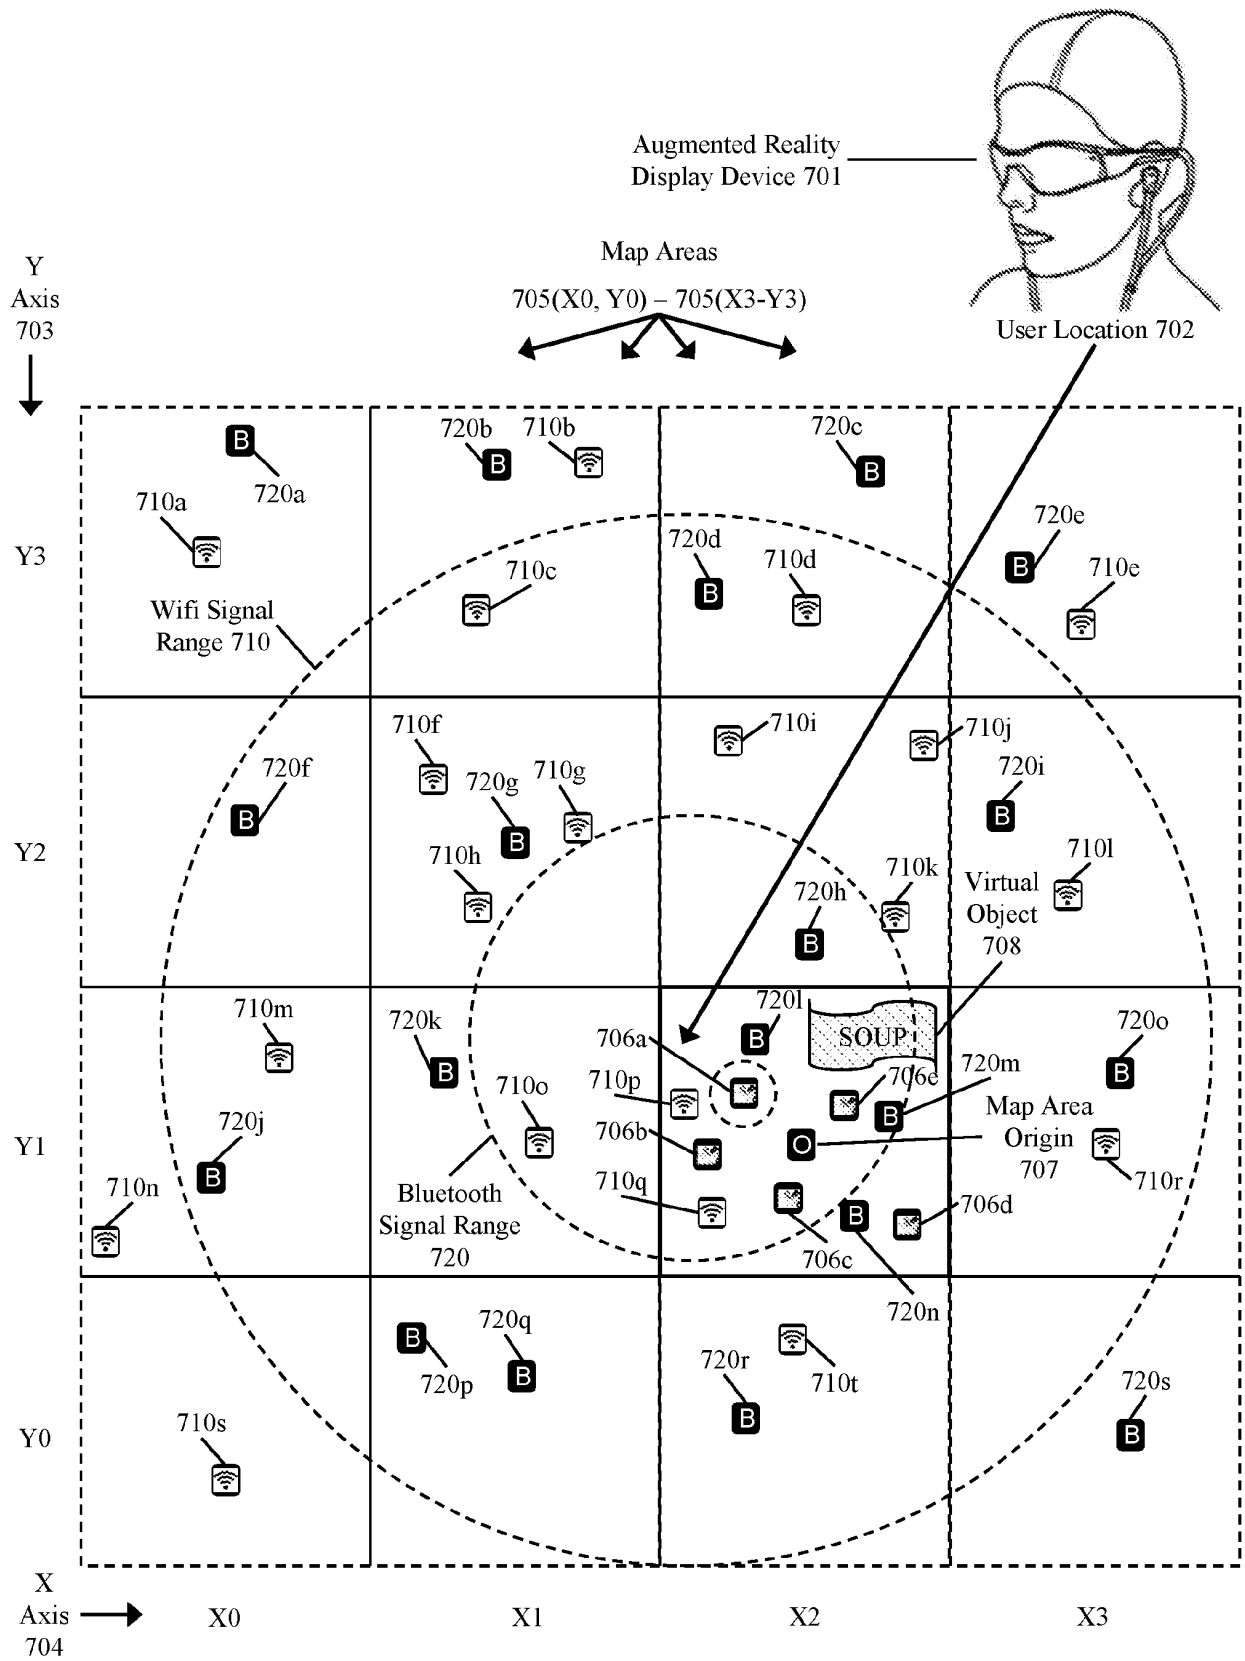 Augmented Reality
Display Device 701
Map Areas
705(X0, Y0) – 705(X3-Y3)
User Location 702
Y
Axis
703
720b
710b
720c
B
B
B
720a
710a
720e
Y3
720d
B
710c
710d
B
710e
Wifi Signal
Range 710
710f
710i
710j
720f
720g
710g
720i
B
B
B
Y2
710h
720h
710k
710l
Virtual
Object
708
B
710m
720k
720l
720o
706a
B
SOUP
B
B
710o
710p
706e
720m
B
Map Area
Origin
707
720j
706b
O
Y1
B
710n
710q
710r
Bluetooth
Signal Range
720
B
706d
706c
720n
B
720q
720p
B
720r
710t
720s
B
B
710s
Y0
X
Axis
704
X0
X1
X2
X3